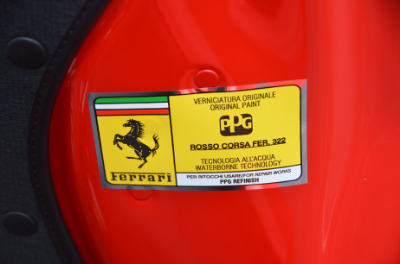 VERNICIATURA ORIGINALE
ORIGINAL PAINT
PPG
ROSSO CORSA FER. 322
TECNOLOGIA ALL'ACQUA
WATERBORNE TECHNOLOGY
Ferrari
PER RITOCCHI USARE/FOR REPAIR WORKS
PPG REFINISH